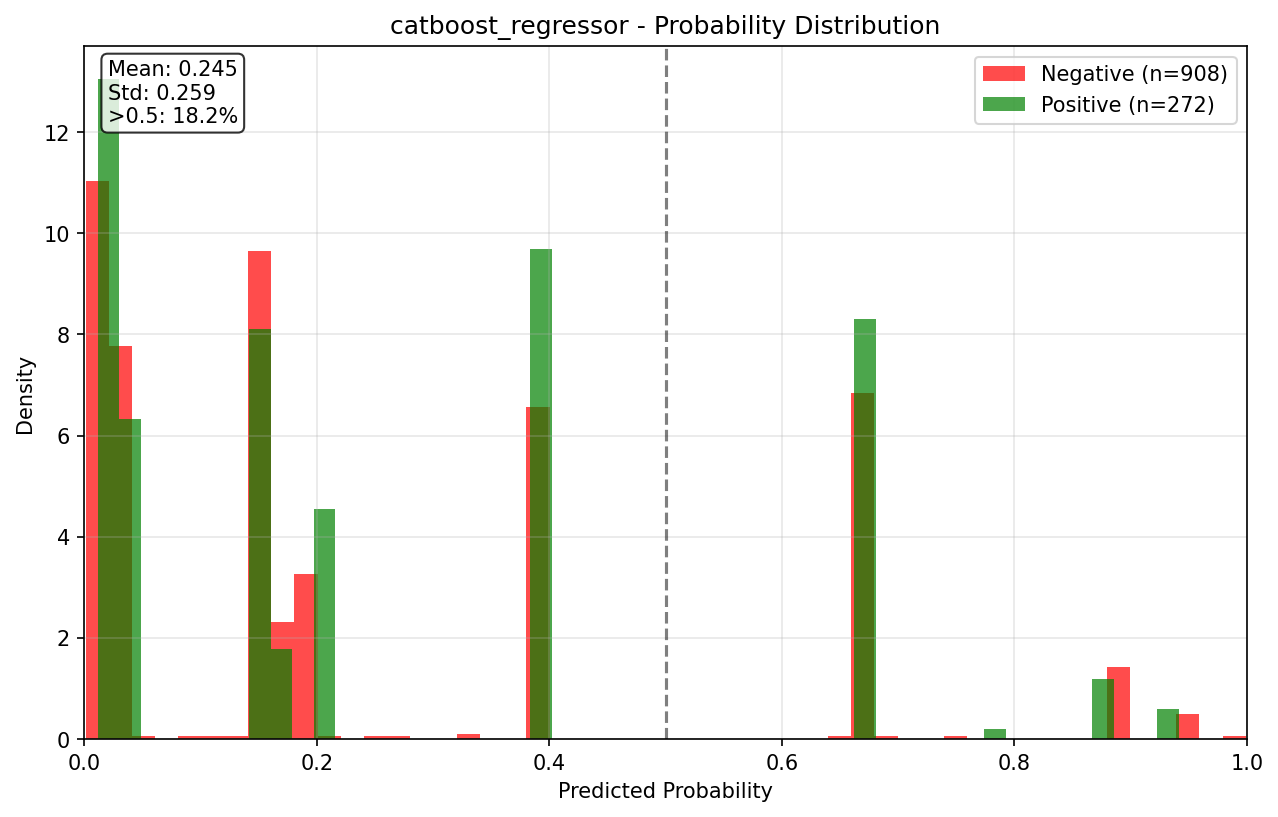 catboost_regressor - Probability Distribution
Mean: 0.245
Std: 0.259
>0.5: 18.2%
Negative (n=908)
Positive (n=272)
Density
12
10
8
6
4
2
0
0.0 0.2 0.4 0.6 0.8 1.0
Predicted Probability